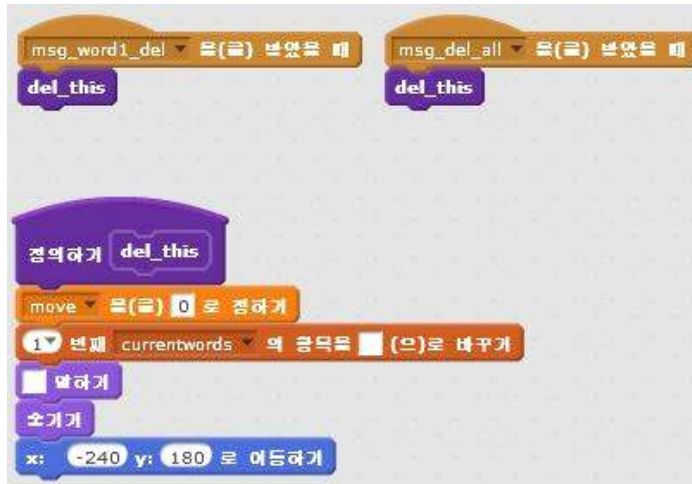 msg_word1_del 을(를) 받았을 때
msg_del_all 을(를) 받았을 때
del_this
del_this
정의하기 del_this
move 을(를) 0 로 정하기
1 번째 currentwords 의 항목을 (으)로 바꾸기
말하기
숨기기
x: -240 y: 180 로 이동하기